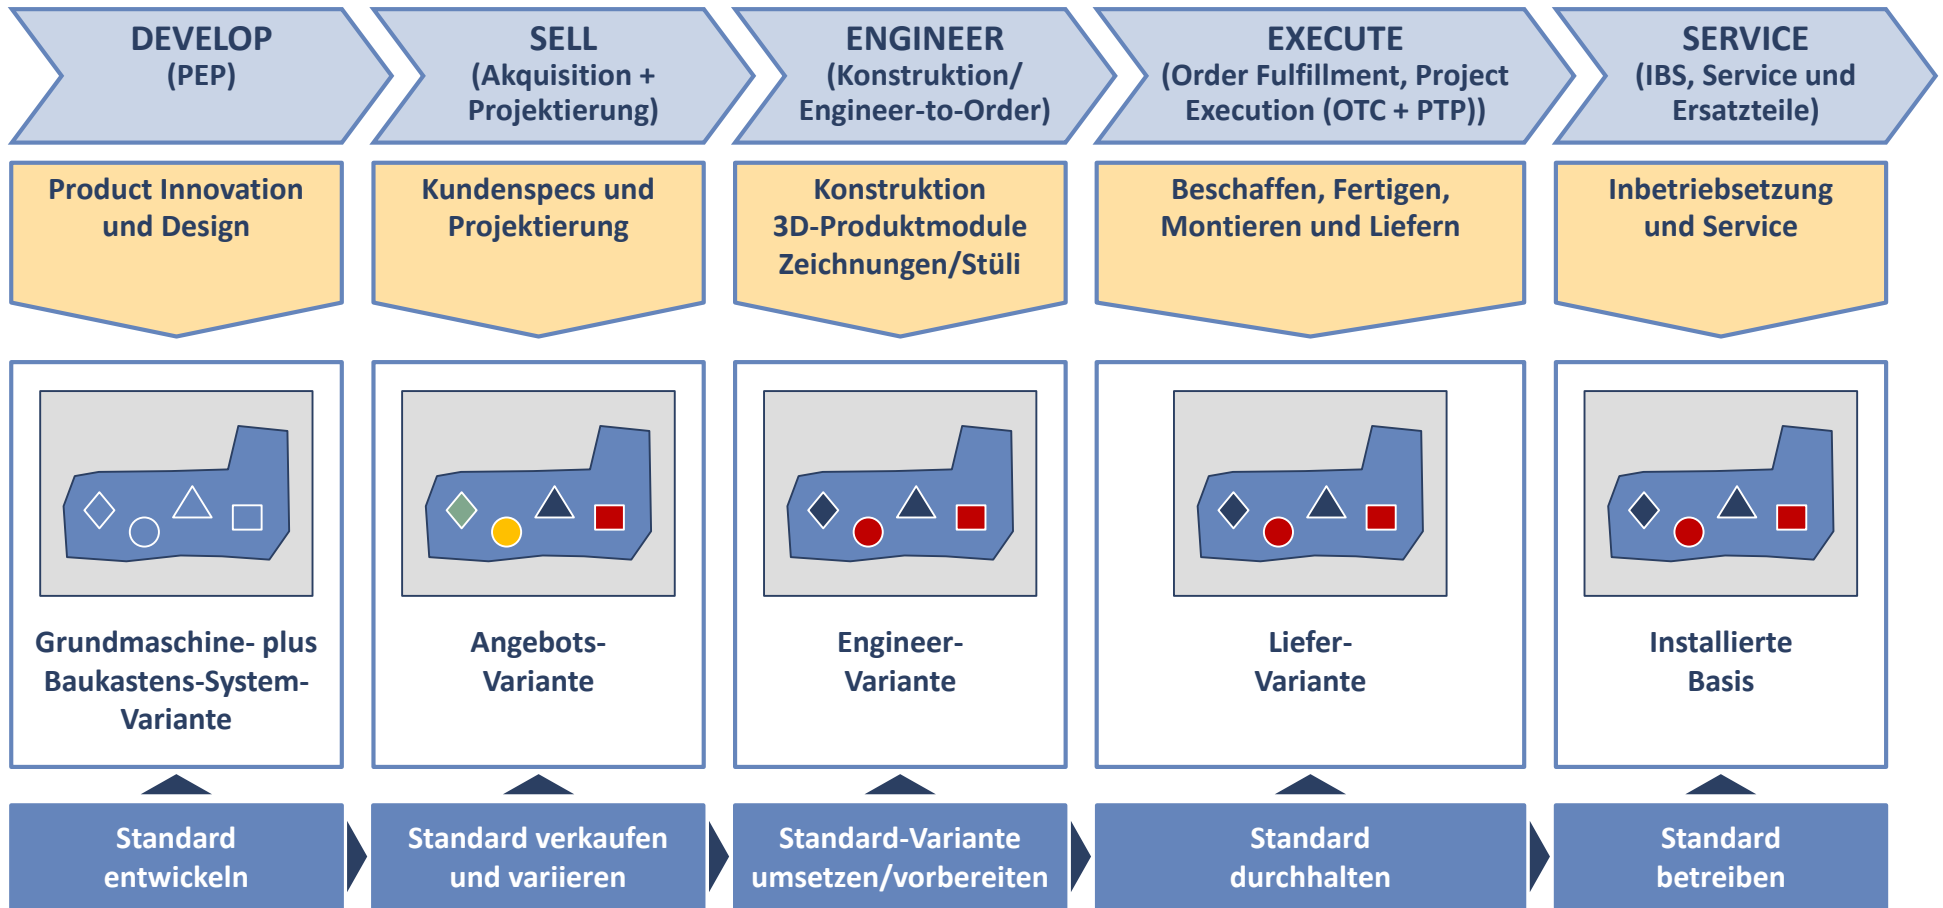 DEVELOP
(PEP)
SELL
(Akquisition +
Projektierung)
ENGINEER
(Konstruktion/
Engineer-to-Order)
EXECUTE
(Order Fulfillment, Project
Execution (OTC + PTP))
SERVICE
(IBS, Service und
Ersatzteile)
Product Innovation
und Design
Kundenspecs und
Projektierung
Konstruktion
3D-Produktmodule
Zeichnungen/Stüli
Beschaffen, Fertigen,
Montieren und Liefern
Inbetriebsetzung
und Service
Grundmaschine- plus
Baukastens-System-
Variante
Angebots-
Variante
Engineer-
Variante
Liefer-
Variante
Installierte
Basis
Standard
entwickeln
Standard verkaufen
und variieren
Standard-Variante
umsetzen/vorbereiten
Standard
durchhalten
Standard
betreiben